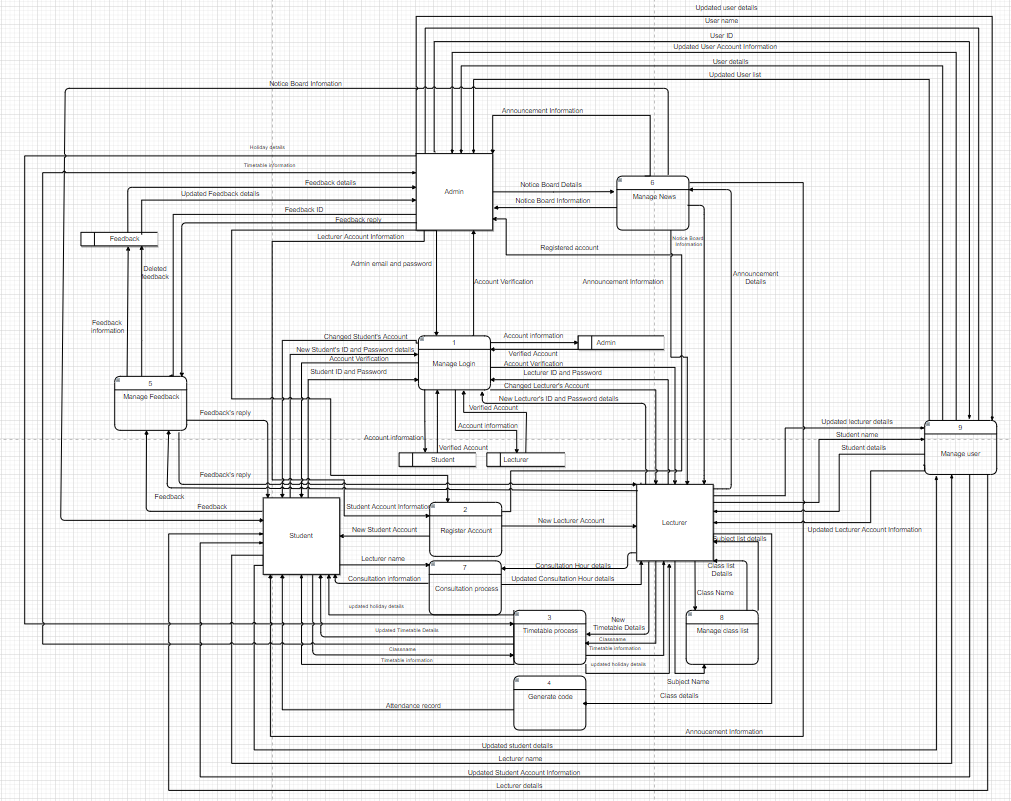 Updated user details
User name
User ID
Updated User Account Information
User details
Updated User list
Notice Board Infomation
Announcement Information
Holiday details
Timetable information
Feedback details
Updated Feedback details
Feedback ID
Feedback reply
Lecturer Account Information
Admin
Notice Board Details
Notice Board Information
6
Manage News
Feedback
Registered account
Notice Board
Information
Admin email and password
Deleted
feedback
Account Verification
Announcement Information
Announcement
Details
Feedback
information
Changed Student's Account
New Student's ID and Password details
Account Verification
Student ID and Password
1
Manage Login
Account information
Admin
Verified Account
Account Verification
Lecturer ID and Password
Changed Lecturer's Account
New Lecturer's ID and Password details
5
Manage Feedback
Feedback's reply
Verified Account
Account information
Account information
Verified Account
Student
Lecturer
Updated lecturer details
Student name
Student details
9
Manage user
Feedback's reply
Feedback
Feedback
Student
Student Account Information
New Student Account
2
Register Account
New Lecturer Account
Lecturer
Updated Lecturer Account Information
Subject list details
Lecturer name
Consultation information
7
Consultation process
Consultation Hour details
Updated Consultation Hour details
Class list
Details
Class Name
updated holiday details
Updated Timetable Details
Classname
Timetable information
3
Timetable process
New
Timetable Details
Classname
Timetable information
updated holiday details
8
Manage class list
Subject Name
Class details
4
Generate code
Attendance record
Annoucement Information
Updated student details
Lecturer name
Updated Student Account Information
Lecturer details